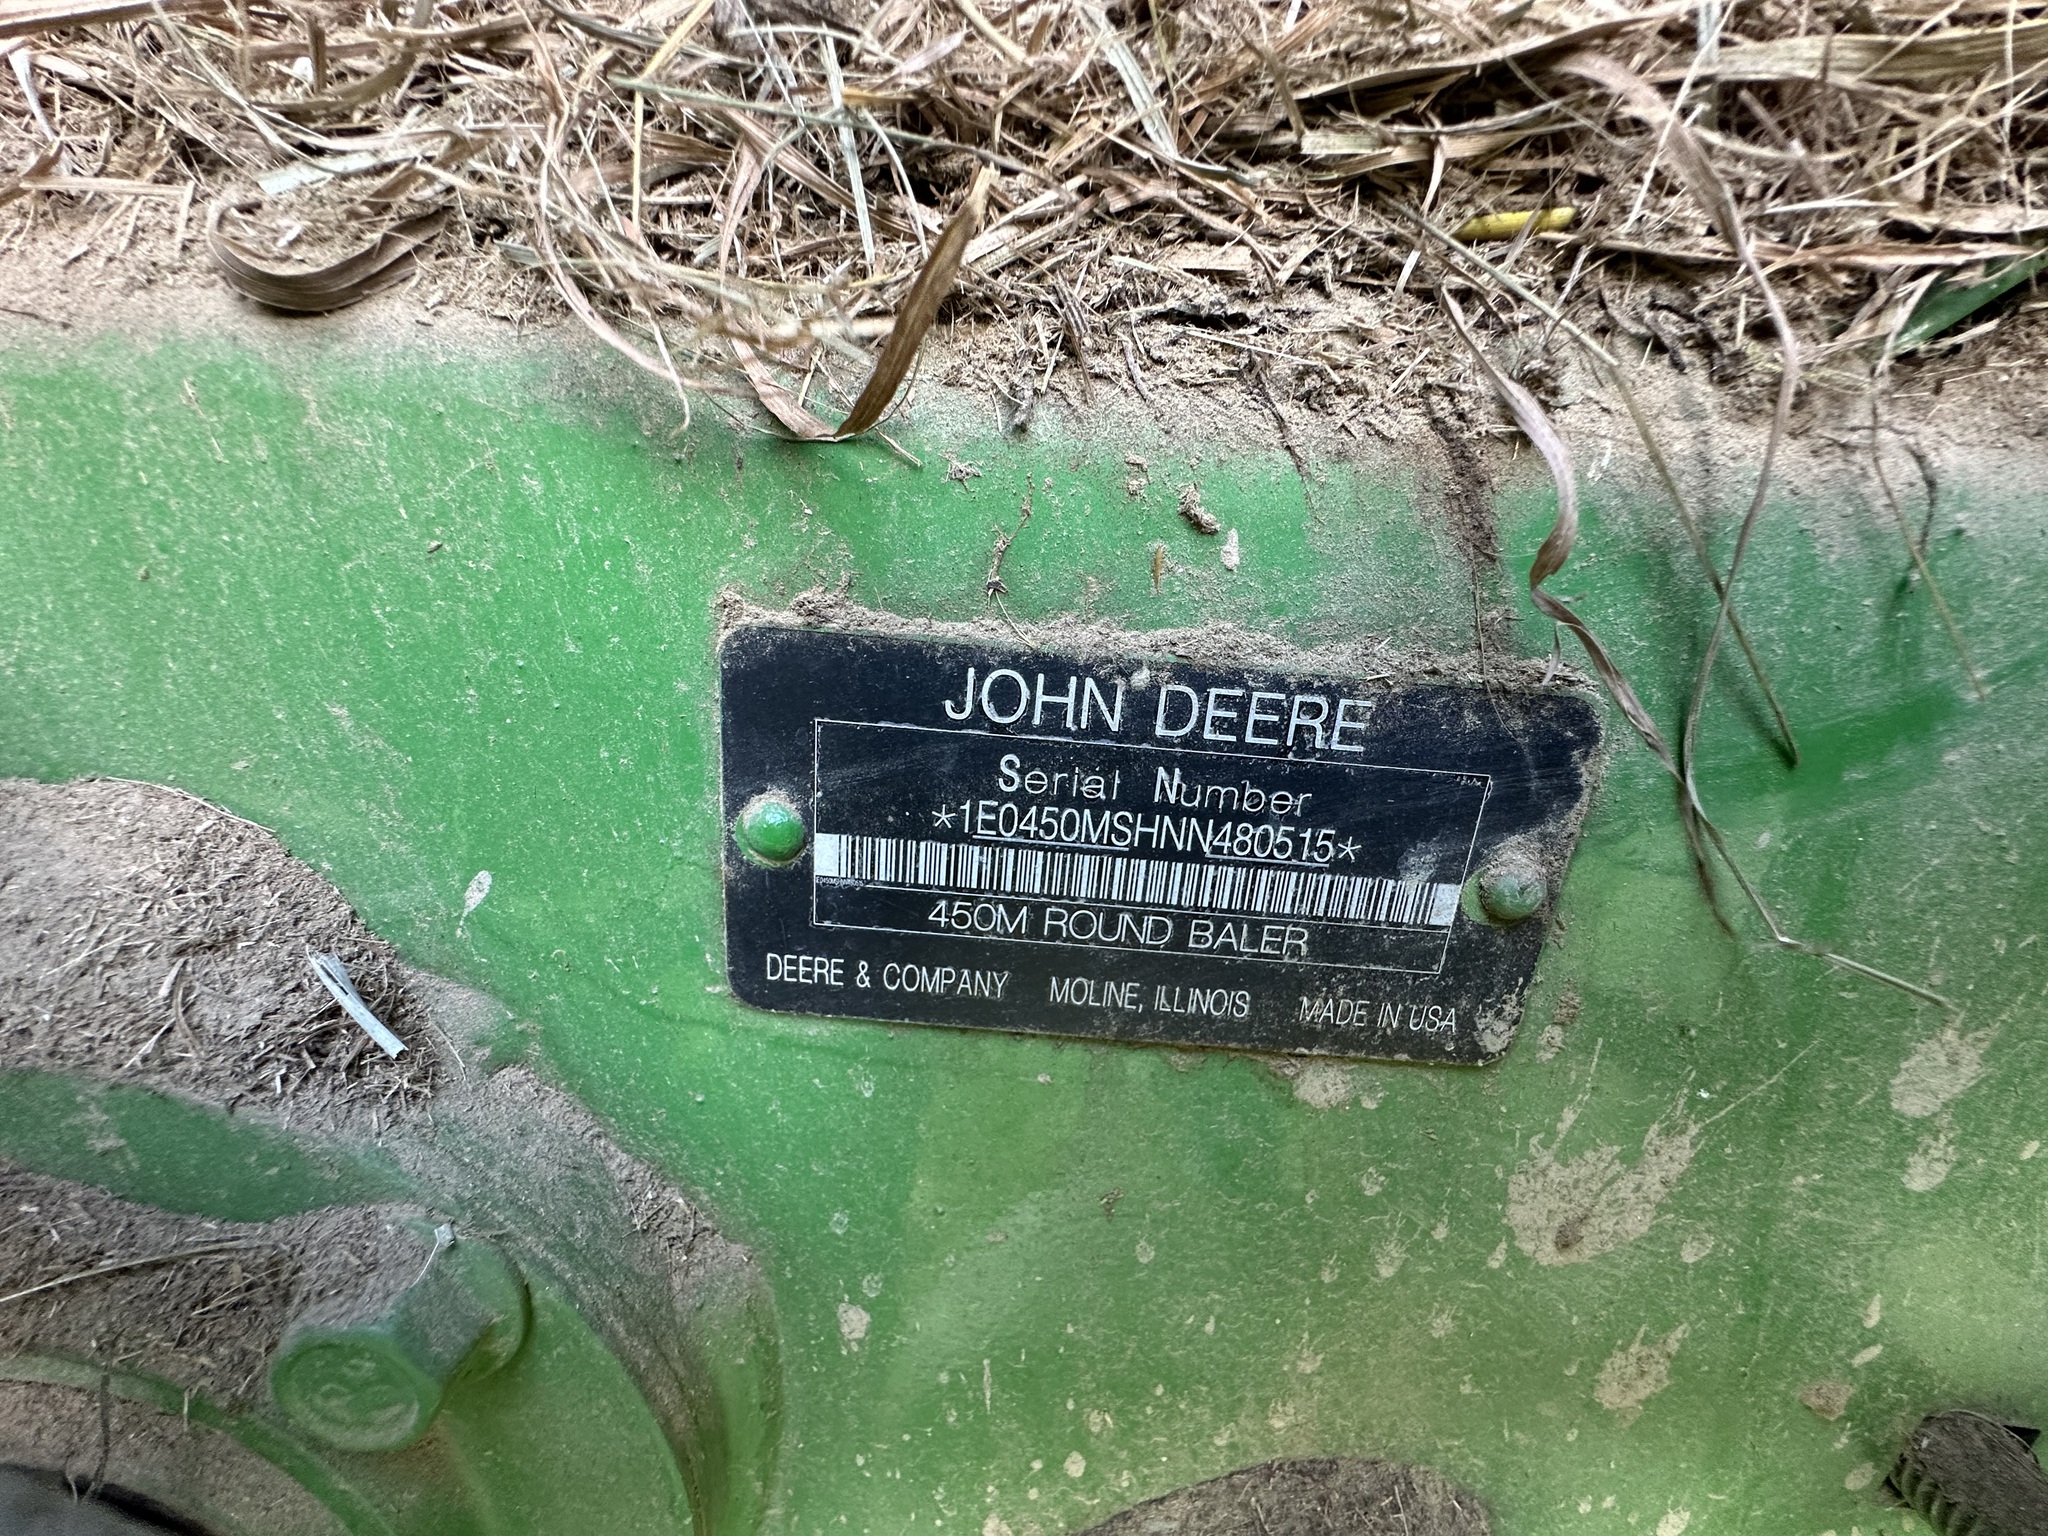 JOHN DEERE
Serial Number
*1E0450MSHNN480515*
450M ROUND BALER
DEERE & COMPANY MOLINE, ILLINOIS MADE IN USA